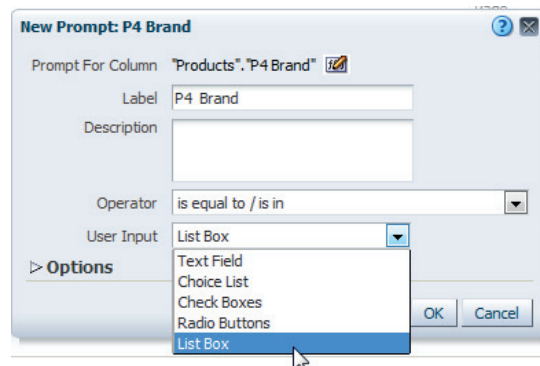 New Prompt: P4 Brand
Prompt For Column "Products"."P4 Brand"
Label P4 Brand
Description
Operator is equal to / is in
User Input List Box
Text Field
Choice List
Check Boxes
Radio Buttons
List Box
Options
OK Cancel